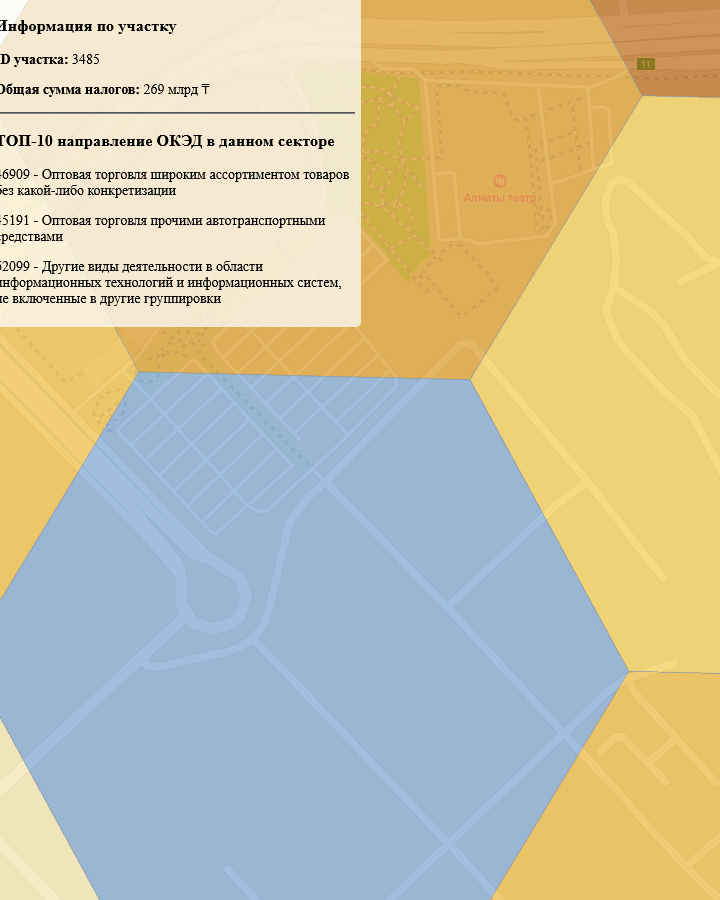 Информация по участку
ID участка: 3485
Общая сумма налогов: 269 млрд ₸
ТОП-10 направление ОКЭД в данном секторе
46909 - Оптовая торговля широким ассортиментом товаров
без какой-либо конкретизации
45191 - Оптовая торговля прочими автотранспортными
средствами
62099 - Другие виды деятельности в области
информационных технологий и информационных систем,
не включенные в другие группировки
11
Алматы театр